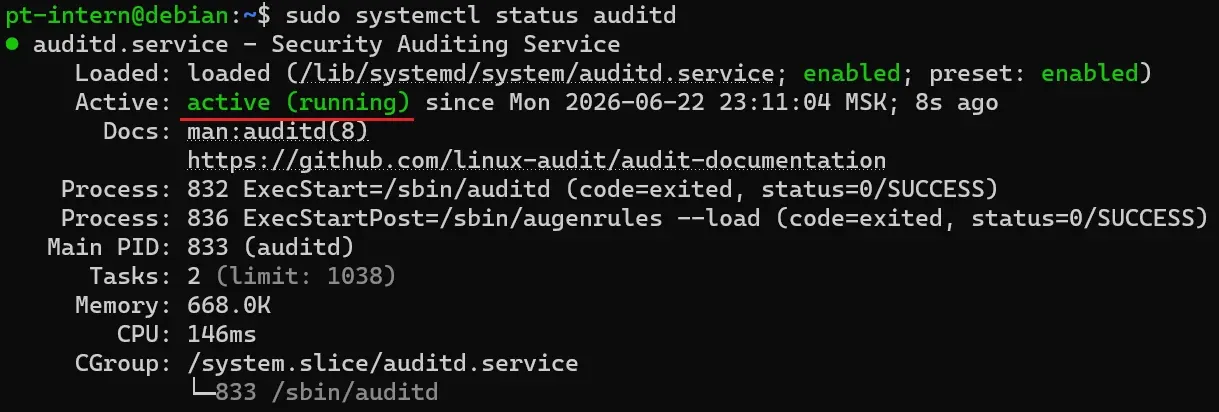 pt-intern@debian:~$ sudo systemctl status auditd
● auditd.service - Security Auditing Service
     Loaded: loaded (/lib/systemd/system/auditd.service; enabled; preset: enabled)
     Active: active (running) since Mon 2026-06-22 23:11:04 MSK; 8s ago
       Docs: man:auditd(8)
             https://github.com/linux-audit/audit-documentation
    Process: 832 ExecStart=/sbin/auditd (code=exited, status=0/SUCCESS)
    Process: 836 ExecStartPost=/sbin/augenrules --load (code=exited, status=0/SUCCESS)
   Main PID: 833 (auditd)
      Tasks: 2 (limit: 1038)
     Memory: 668.0K
        CPU: 146ms
     CGroup: /system.slice/auditd.service
             └─833 /sbin/auditd